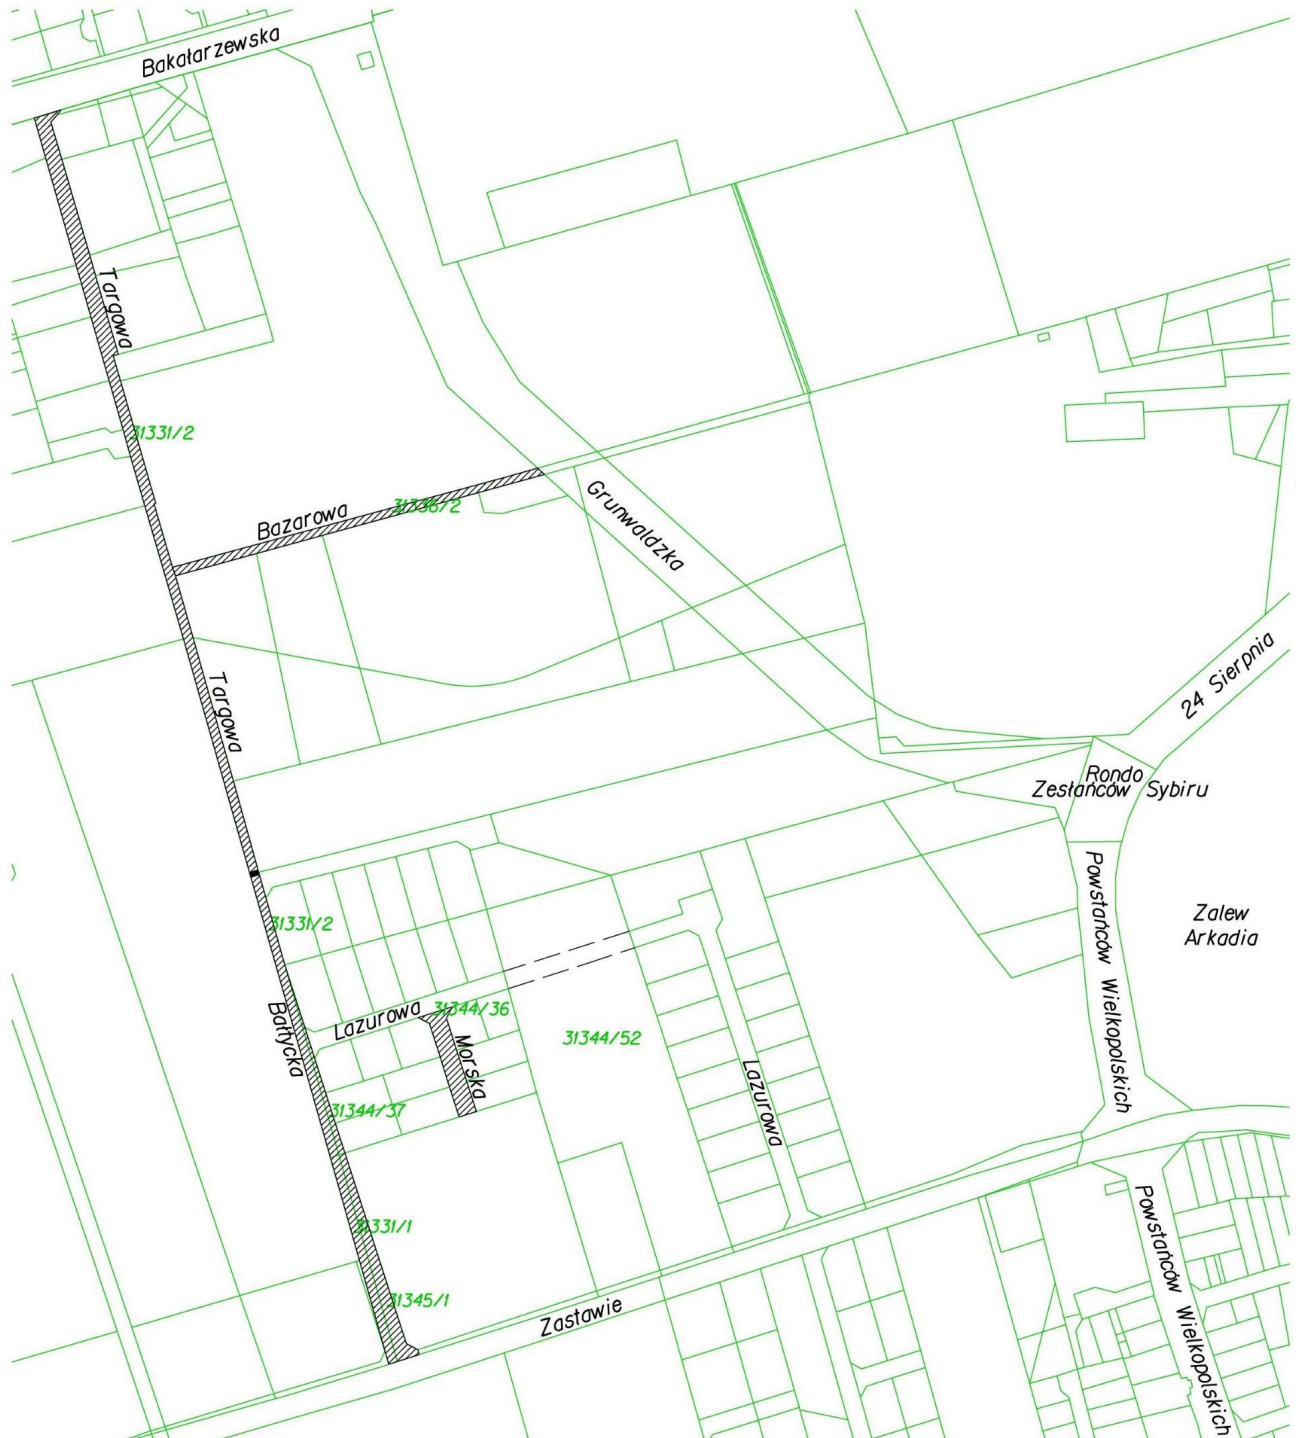 Bakałarzewska
Targowa
31331/2
31336/2
Bazarowa
Grunwaldzka
24 Sierpnia
Targowa
Rondo
Zesłańców Sybiru
Powstańców Wielkopolskich
Zalew
Arkadia
31331/2
Bałtycka
Lazurowa
31344/36
Morska
31344/52
Lazurowa
31344/37
Powstańców Wielkopolskich
31331/1
31345/1
Zastawie